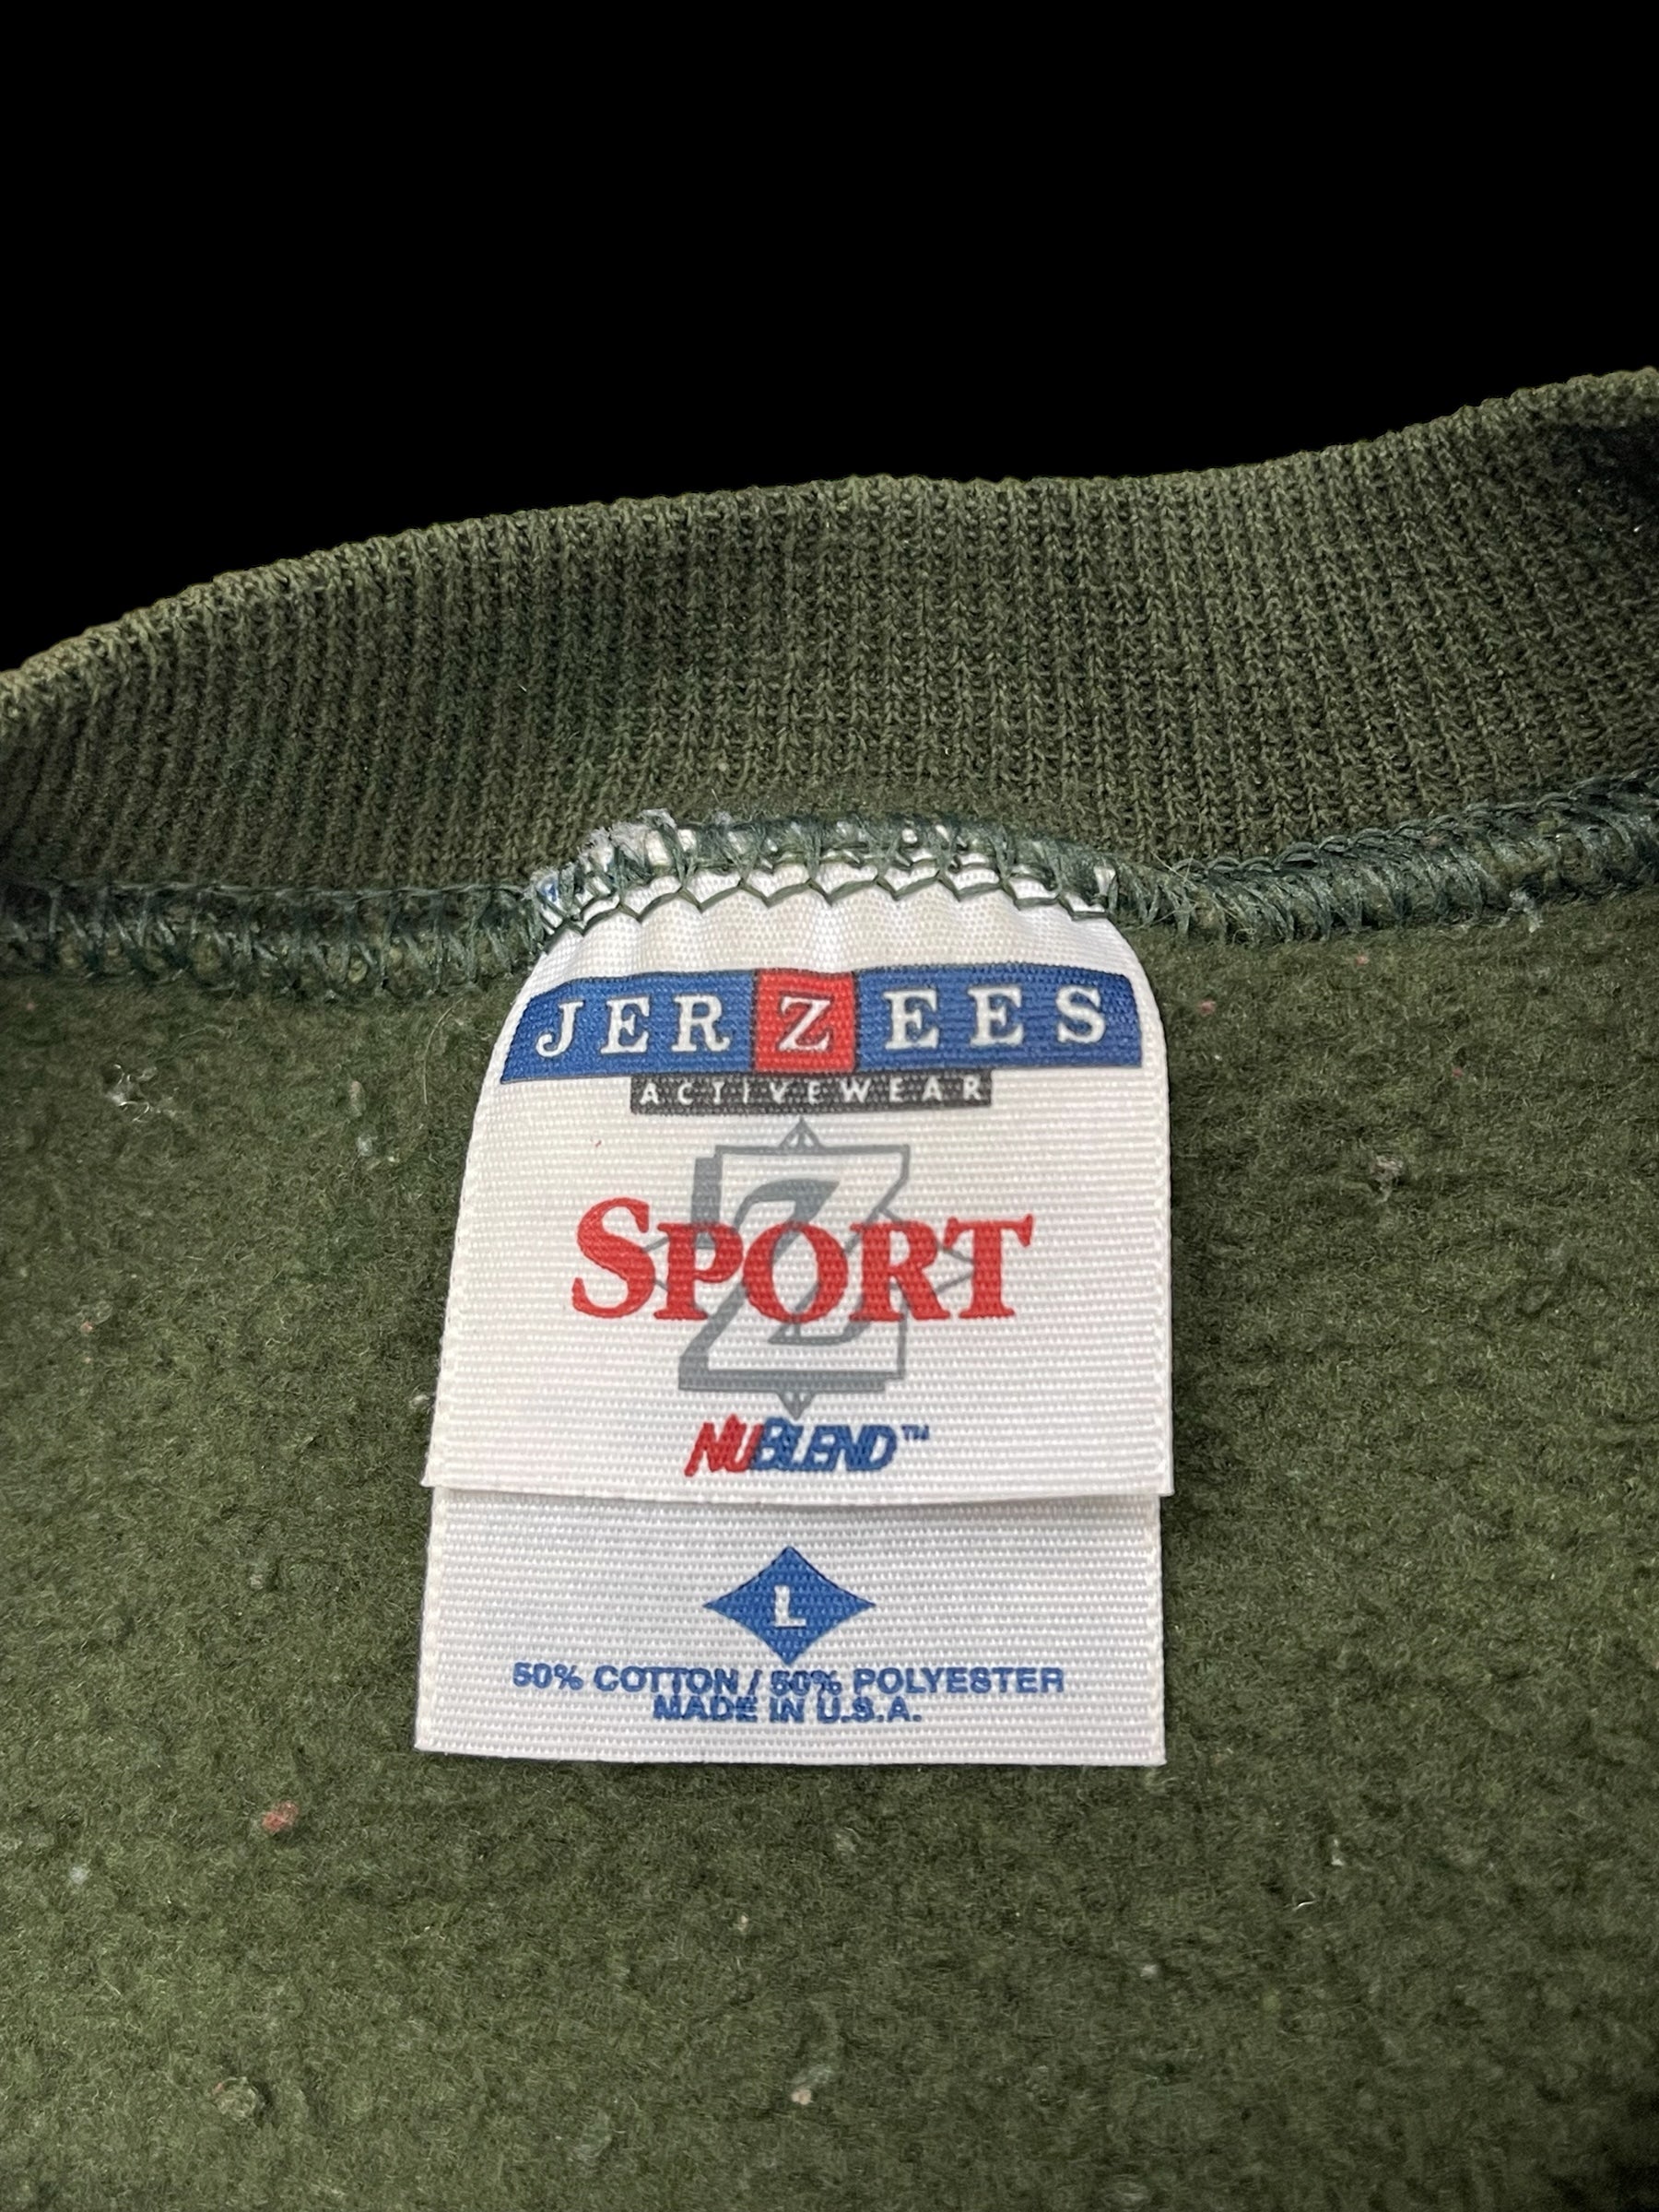 JERZEES
ACTIVEWEAR
Z
SPORT
NUBLEND™
L
50% COTTON / 50% POLYESTER
MADE IN U.S.A.